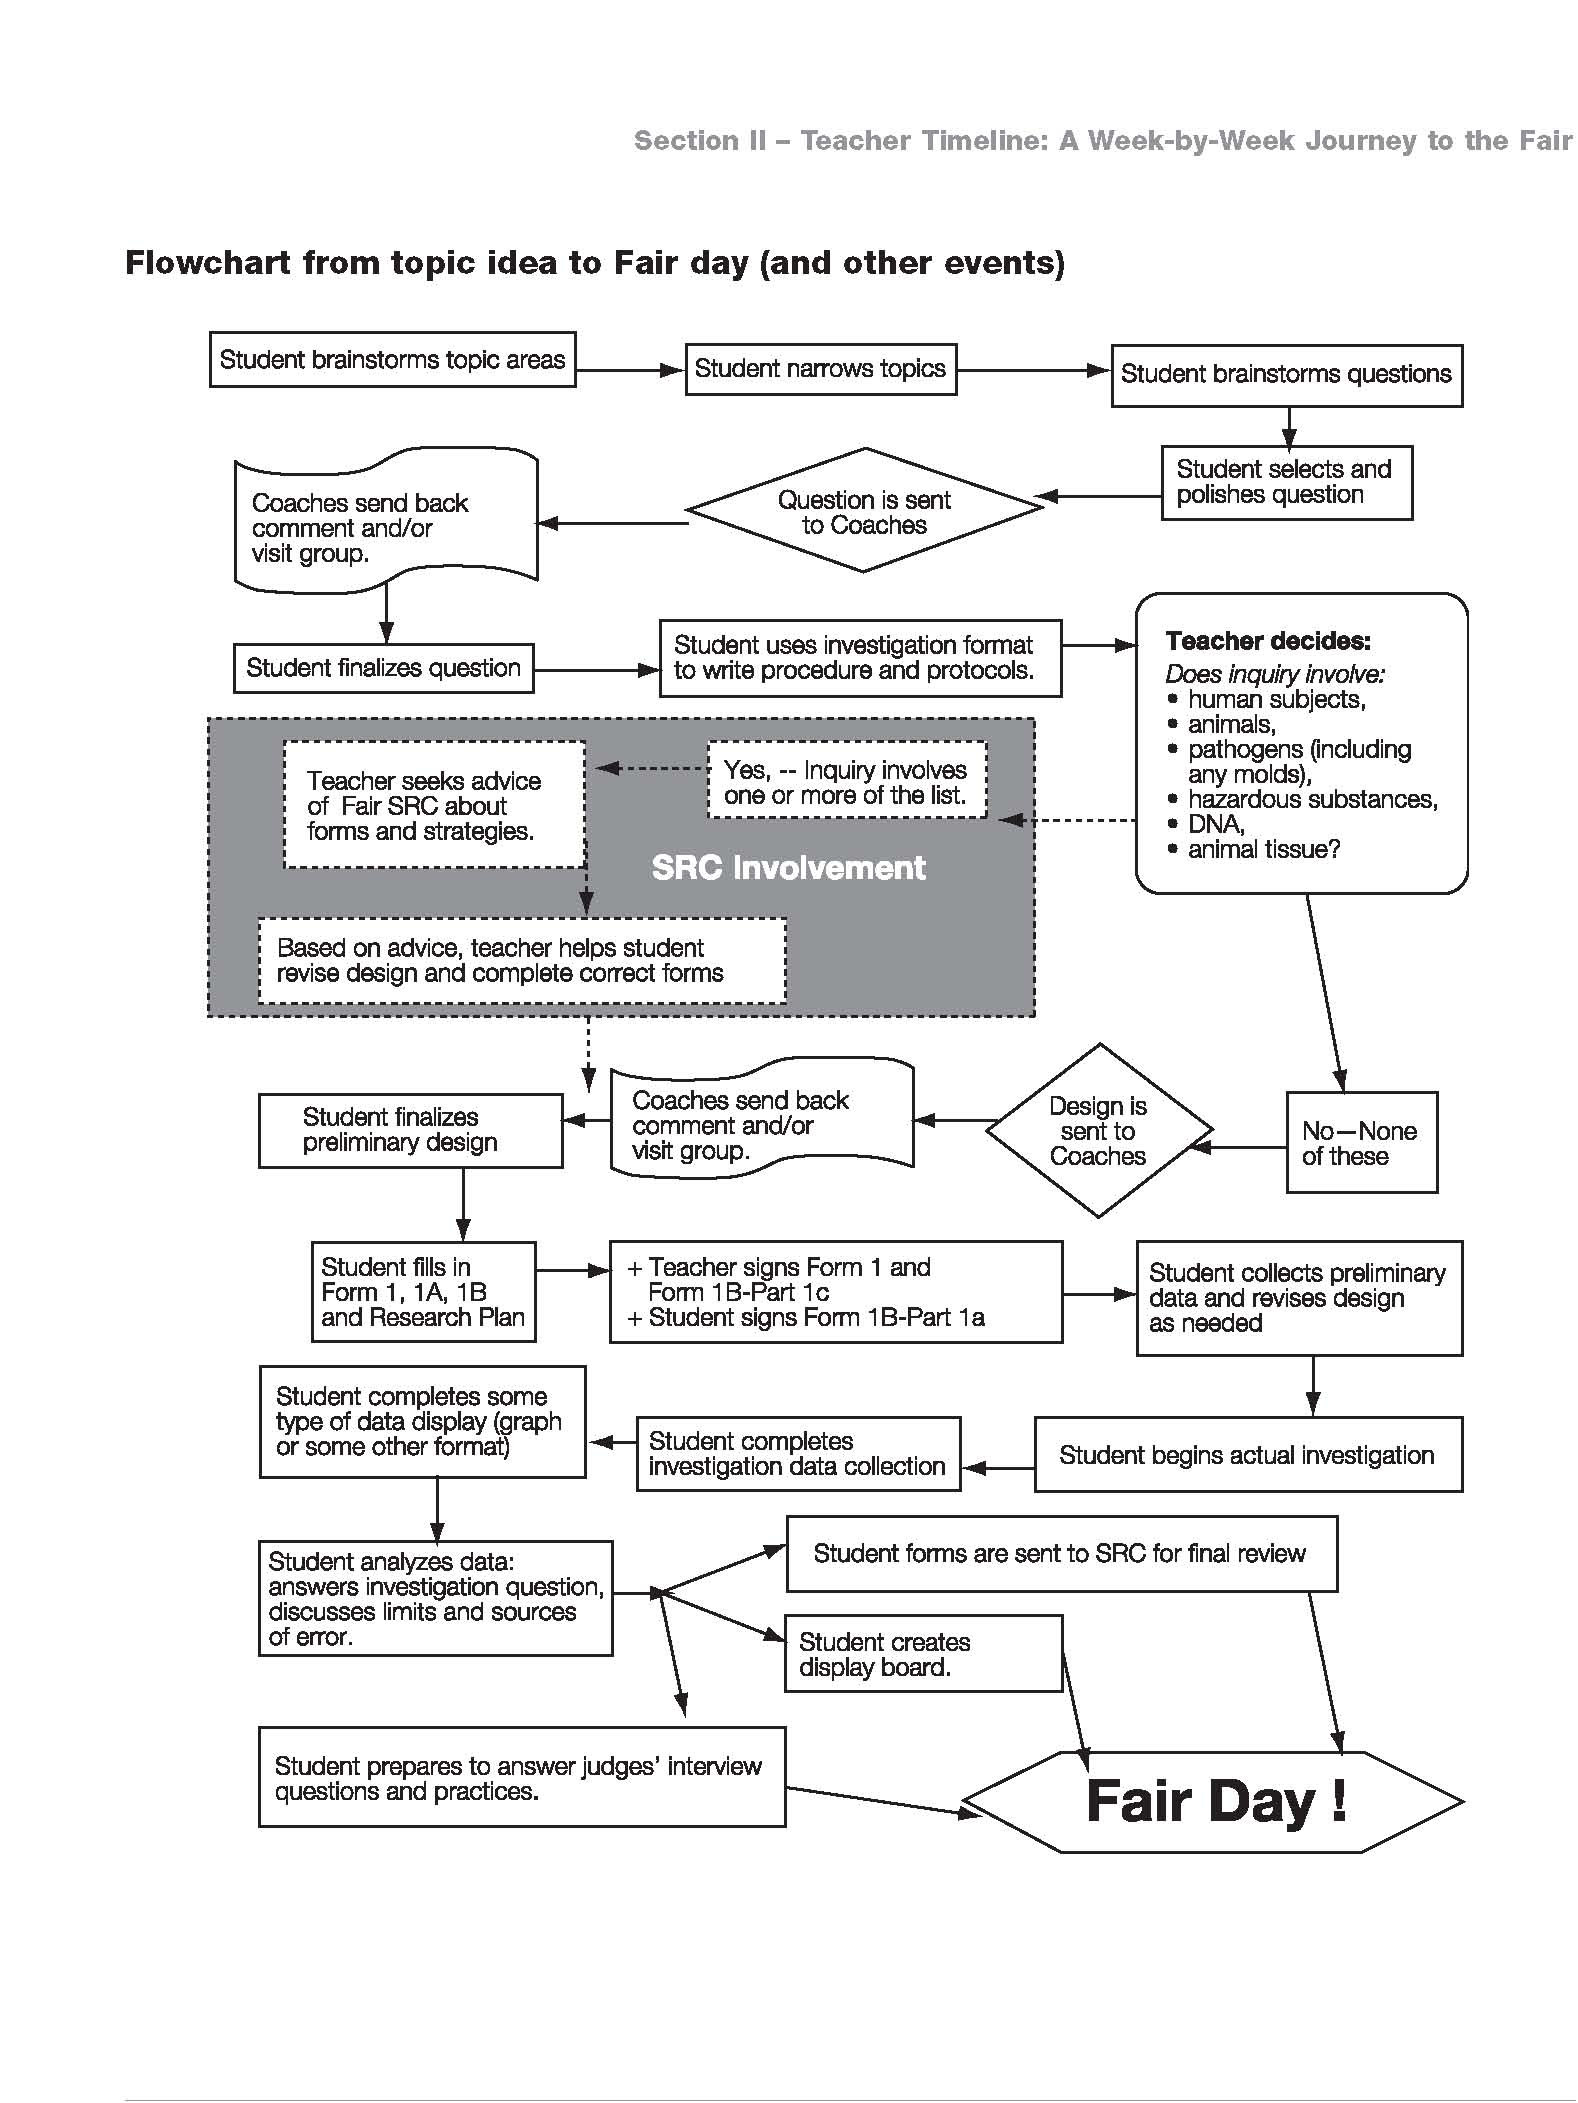 Section II – Teacher Timeline: A Week-by-Week Journey to the Fair
Flowchart from topic idea to Fair day (and other events)
Student brainstorms topic areas
Student narrows topics
Student brainstorms questions
Student selects and
polishes question
Question is sent
to Coaches
Coaches send back
comment and/or
visit group.
Student finalizes question
Student uses investigation format
to write procedure and protocols.
Teacher decides:
Does inquiry involve:
• human subjects,
• animals,
• pathogens (including
any molds),
• hazardous substances,
• DNA,
• animal tissue?
Yes, -- Inquiry involves
one or more of the list.
Teacher seeks advice
of Fair SRC about
forms and strategies.
SRC Involvement
Based on advice, teacher helps student
revise design and complete correct forms
No—None
of these
Design is
sent to
Coaches
Coaches send back
comment and/or
visit group.
Student finalizes
preliminary design
Student fills in
Form 1, 1A, 1B
and Research Plan
+ Teacher signs Form 1 and
Form 1B-Part 1c
+ Student signs Form 1B-Part 1a
Student collects preliminary
data and revises design
as needed
Student begins actual investigation
Student completes
investigation data collection
Student completes some
type of data display (graph
or some other format)
Student analyzes data:
answers investigation question,
discusses limits and sources
of error.
Student forms are sent to SRC for final review
Student creates
display board.
Student prepares to answer judges’ interview
questions and practices.
Fair Day !